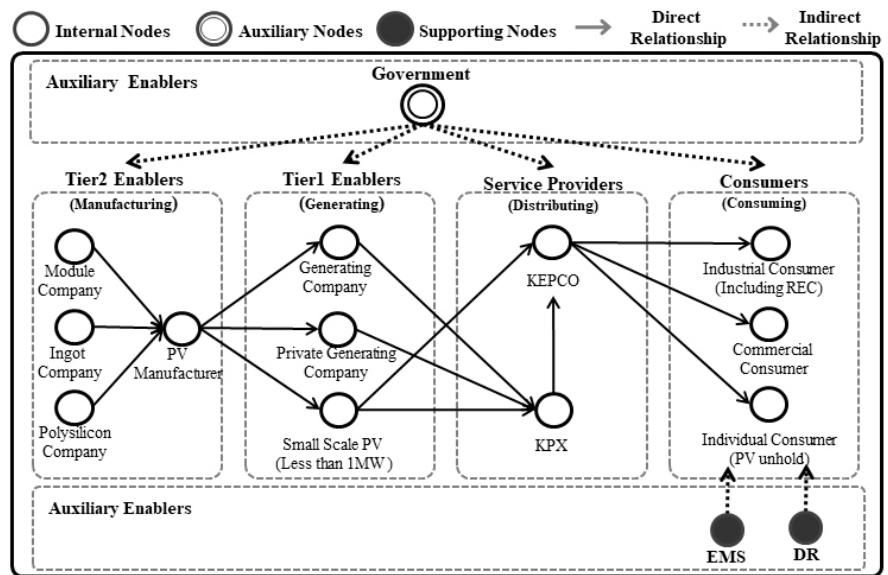 Internal Nodes
Auxiliary Nodes
Supporting Nodes
Direct
Relationship
Indirect
Relationship
Auxiliary Enablers
Government
Tier2 Enablers
(Manufacturing)
Tier1 Enablers
(Generating)
Service Providers
(Distributing)
Consumers
(Consuming)
Module
Company
Ingot
Company
Polysilicon
Company
PV
Manufacturer
Generating
Company
Private Generating
Company
Small Scale PV
(Less than 1MW)
KEPCO
KPX
Industrial Consumer
(Including REC)
Commercial
Consumer
Individual Consumer
(PV unhold)
Auxiliary Enablers
EMS
DR